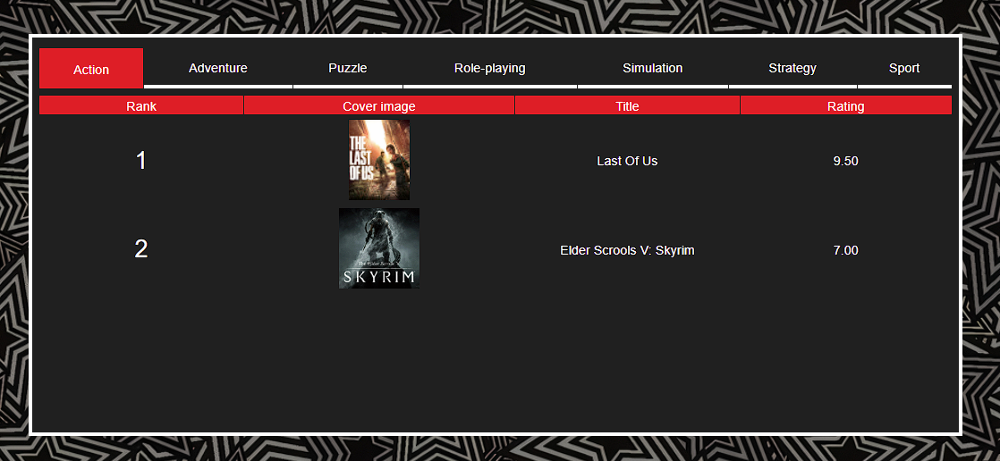 Action Adventure Puzzle Role-playing Simulation Strategy Sport
Rank Cover image Title Rating
1 Last Of Us 9.50
THE
LAST
OF US
2 Elder Scrools V: Skyrim 7.00
The Elder Scrolls V
SKYRIM